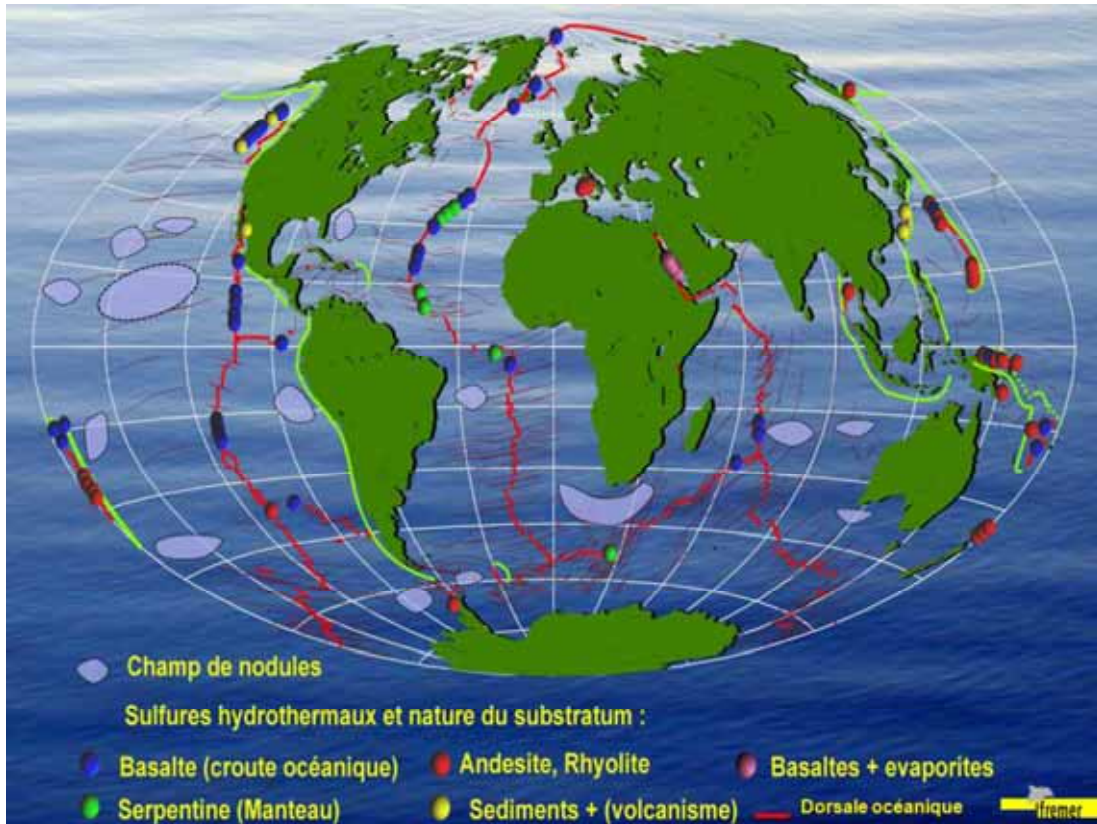 Champ de nodules
Sulfures hydrothermaux et nature du substratum :
Basalte (croute océanique)
Andesite, Rhyolite
Basaltes + evaporites
Serpentine (Manteau)
Sediments + (volcanisme)
Dorsale océanique
Ifremer